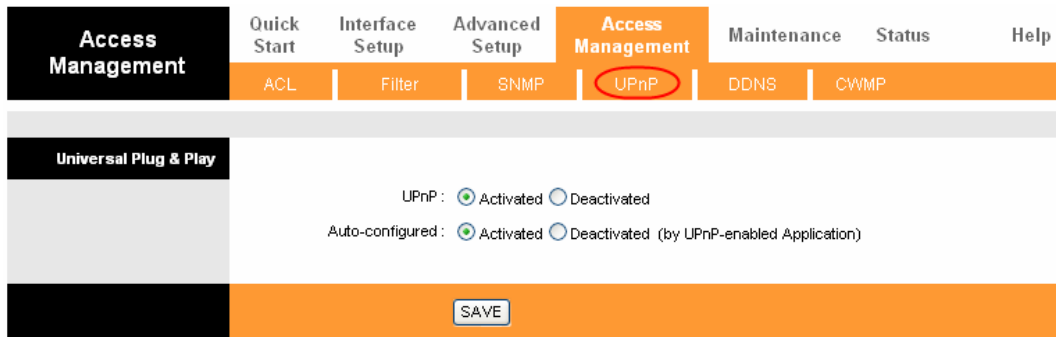 Access Management
Quick Start
Interface Setup
Advanced Setup
Access Management
Maintenance
Status
Help
ACL
Filter
SNMP
UPnP
DDNS
CWMP
Universal Plug & Play
UPnP : Activated Deactivated
Auto-configured : Activated Deactivated (by UPnP-enabled Application)
SAVE